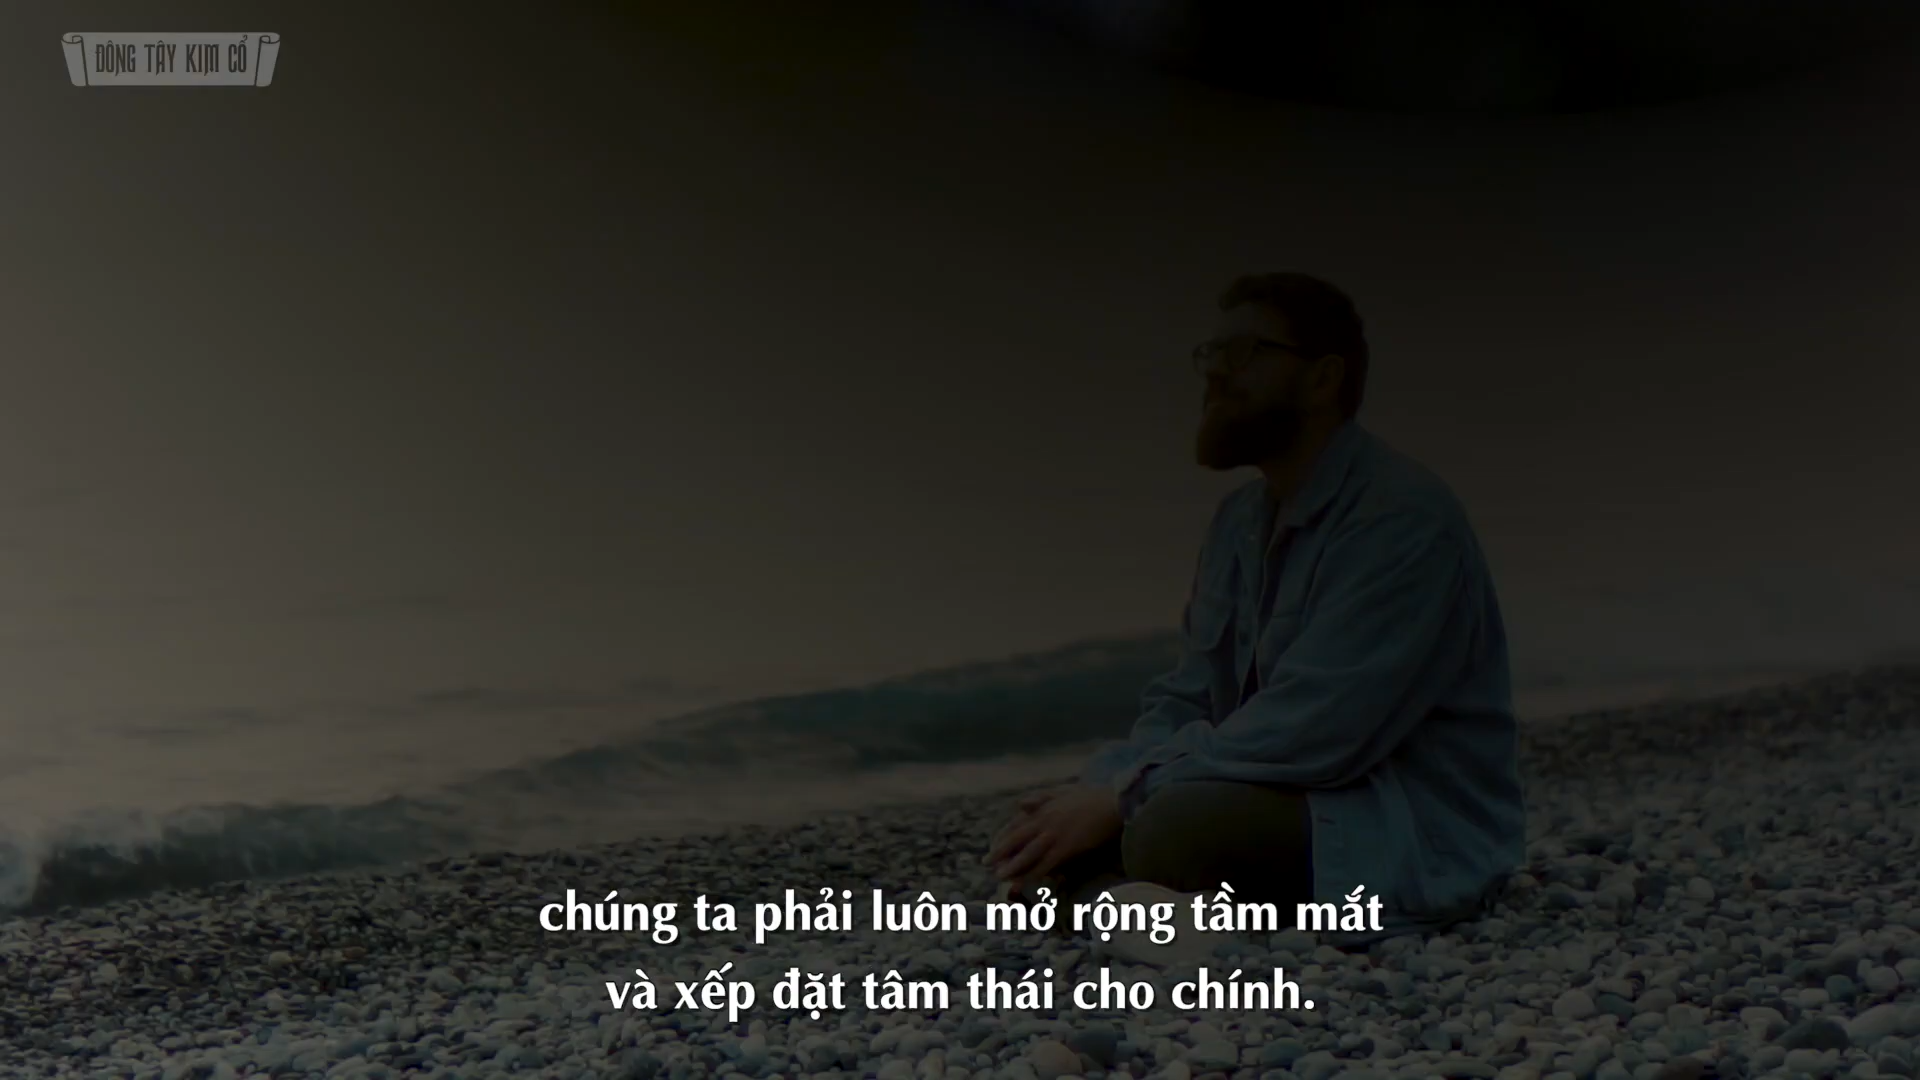 ĐÔNG TÂY KIM CỔ
chúng ta phải luôn mở rộng tầm mắt
và xếp đặt tâm thái cho chính.